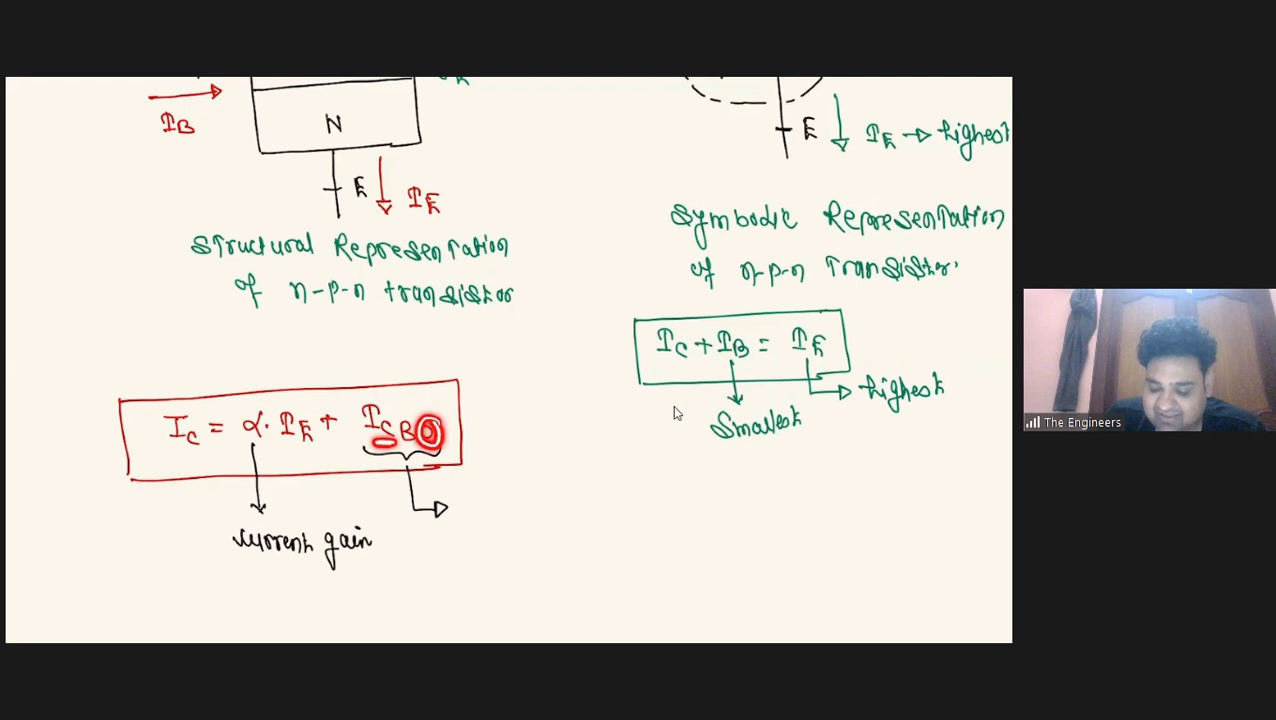 I_B
N
E
I_E
Structural Representation
of n-p-n transistor
E
I_E → highest
Symbolic Representation
of n-p-n Transistor.
I_C + I_B = I_E
highest
Smallest
I_C = α. I_E + I_CBO
current gain
The Engineers